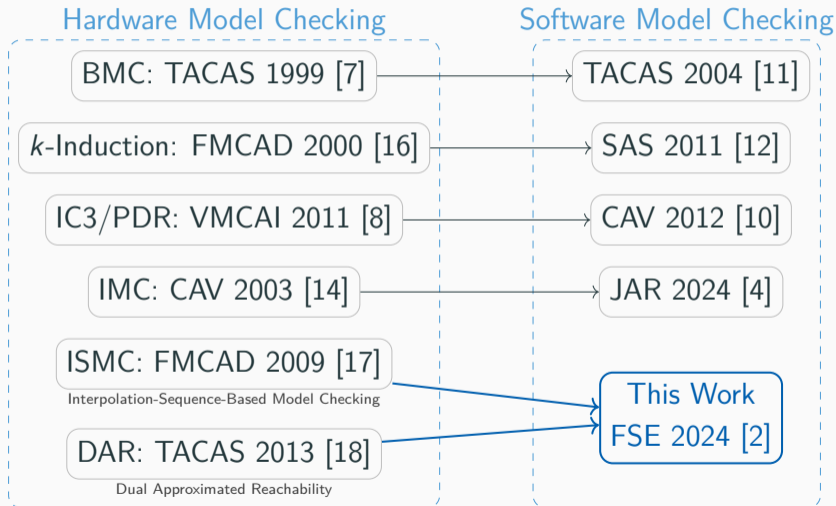 Hardware Model Checking
Software Model Checking
BMC: TACAS 1999 [7]
TACAS 2004 [11]
k-Induction: FMCAD 2000 [16]
SAS 2011 [12]
IC3/PDR: VMCAI 2011 [8]
CAV 2012 [10]
IMC: CAV 2003 [14]
JAR 2024 [4]
ISMC: FMCAD 2009 [17]
Interpolation-Sequence-Based Model Checking
DAR: TACAS 2013 [18]
Dual Approximated Reachability
This Work
FSE 2024 [2]